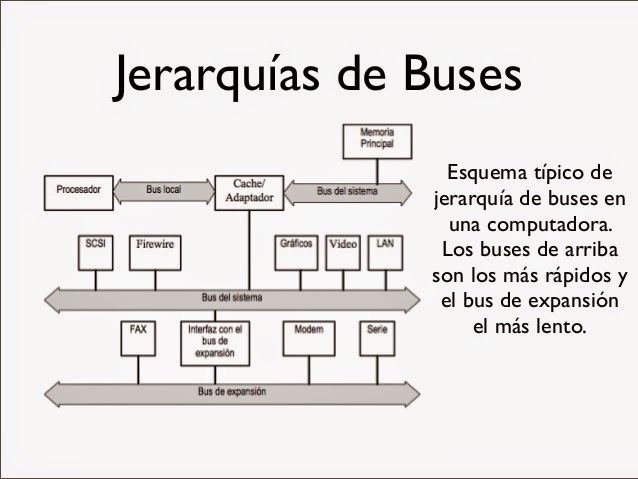 Jerarquías de Buses
Memoria
Principal
Procesador
Bus local
Cache/
Adaptador
Bus del sistema
Esquema típico de
jerarquía de buses en
una computadora.
Los buses de arriba
son los más rápidos y
el bus de expansión
el más lento.
SCSI
Firewire
Gráficos
Video
LAN
Bus del sistema
FAX
Interfaz con el
bus de
expansión
Modem
Serie
Bus de expansión